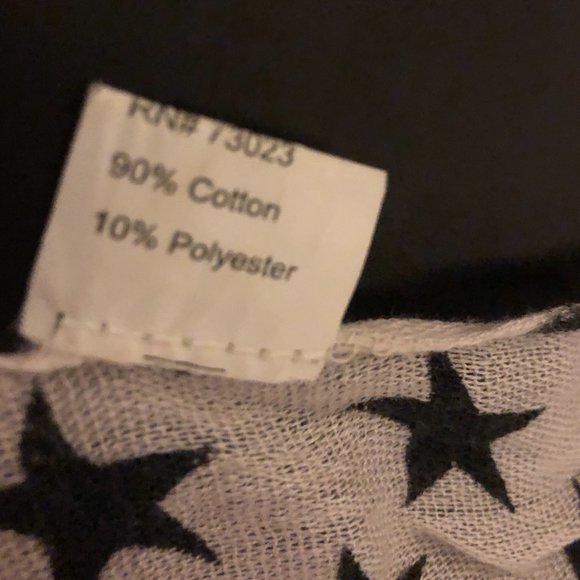 RN# 73023
90% Cotton
10% Polyester